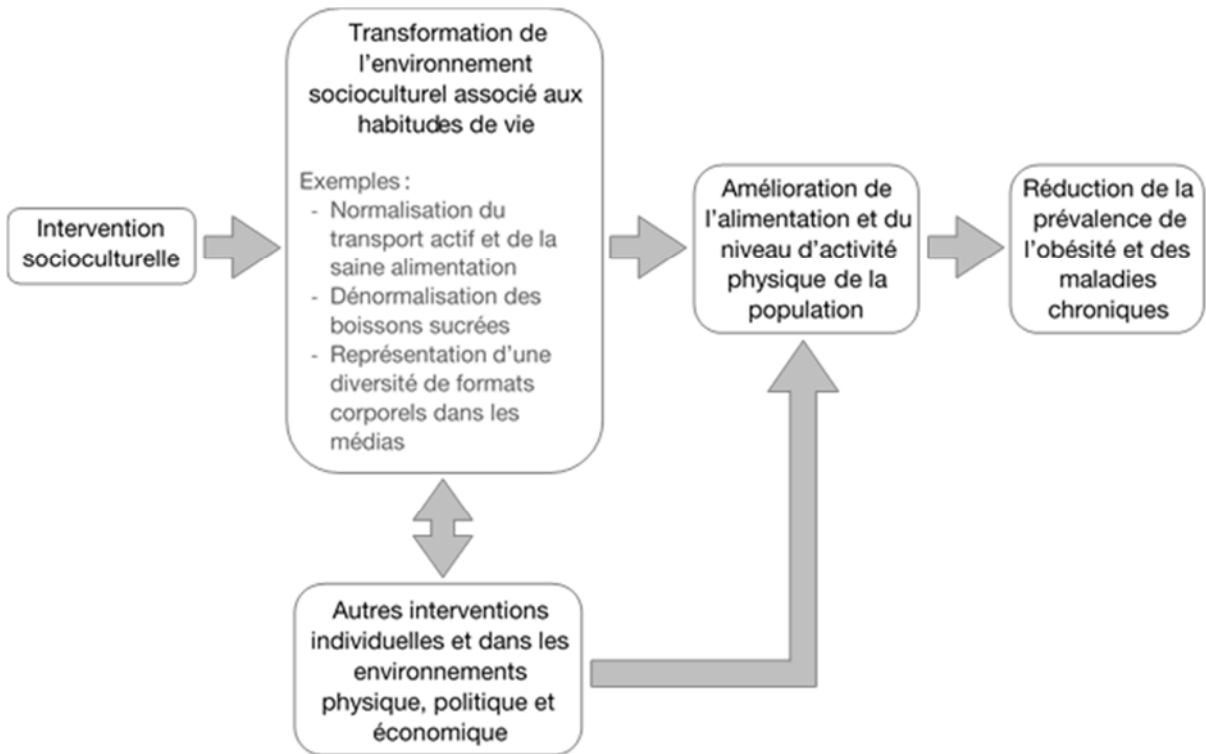 Intervention
socioculturelle
Transformation de
l'environnement
socioculturel associé aux
habitudes de vie
Exemples :
- Normalisation du
transport actif et de la
saine alimentation
- Dénormalisation des
boissons sucrées
- Représentation d'une
diversité de formats
corporels dans les
médias
Amélioration de
l'alimentation et du
niveau d'activité
physique de la
population
Réduction de la
prévalence de
l'obésité et des
maladies
chroniques
Autres interventions
individuelles et dans les
environnements
physique, politique et
économique